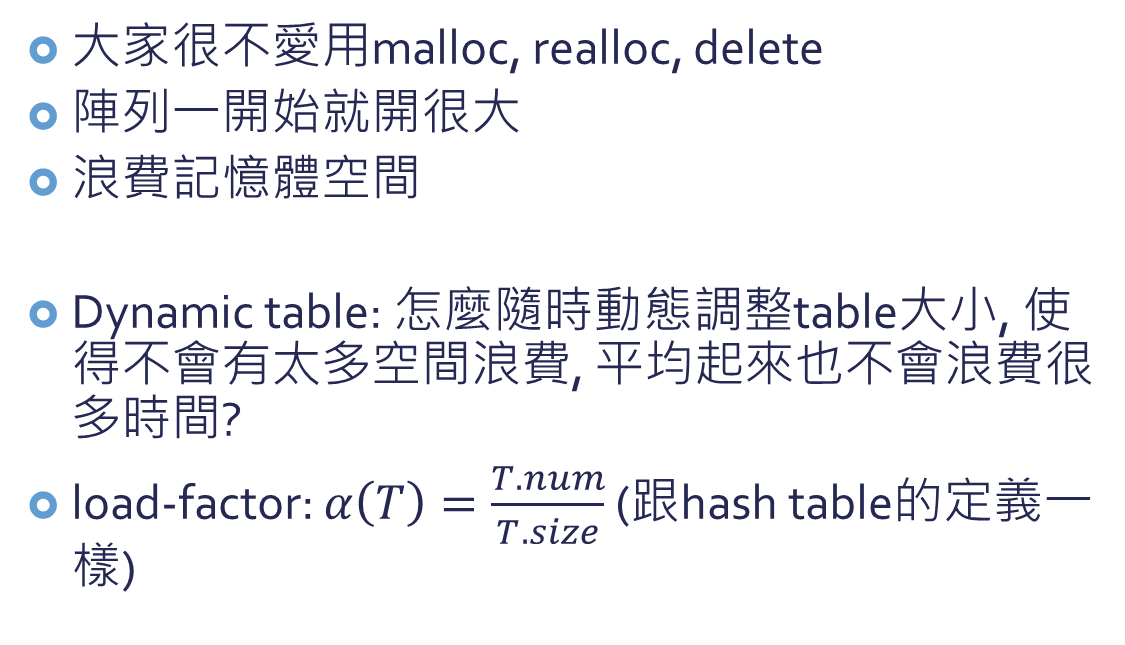 大家很不愛用malloc, realloc, delete
陣列一開始就開很大
浪費記憶體空間
Dynamic table: 怎麼隨時動態調整table大小, 使
得不會有太多空間浪費, 平均起來也不會浪費很
多時間?
load-factor: α(T) = T.num / T.size (跟hash table的定義一
樣)